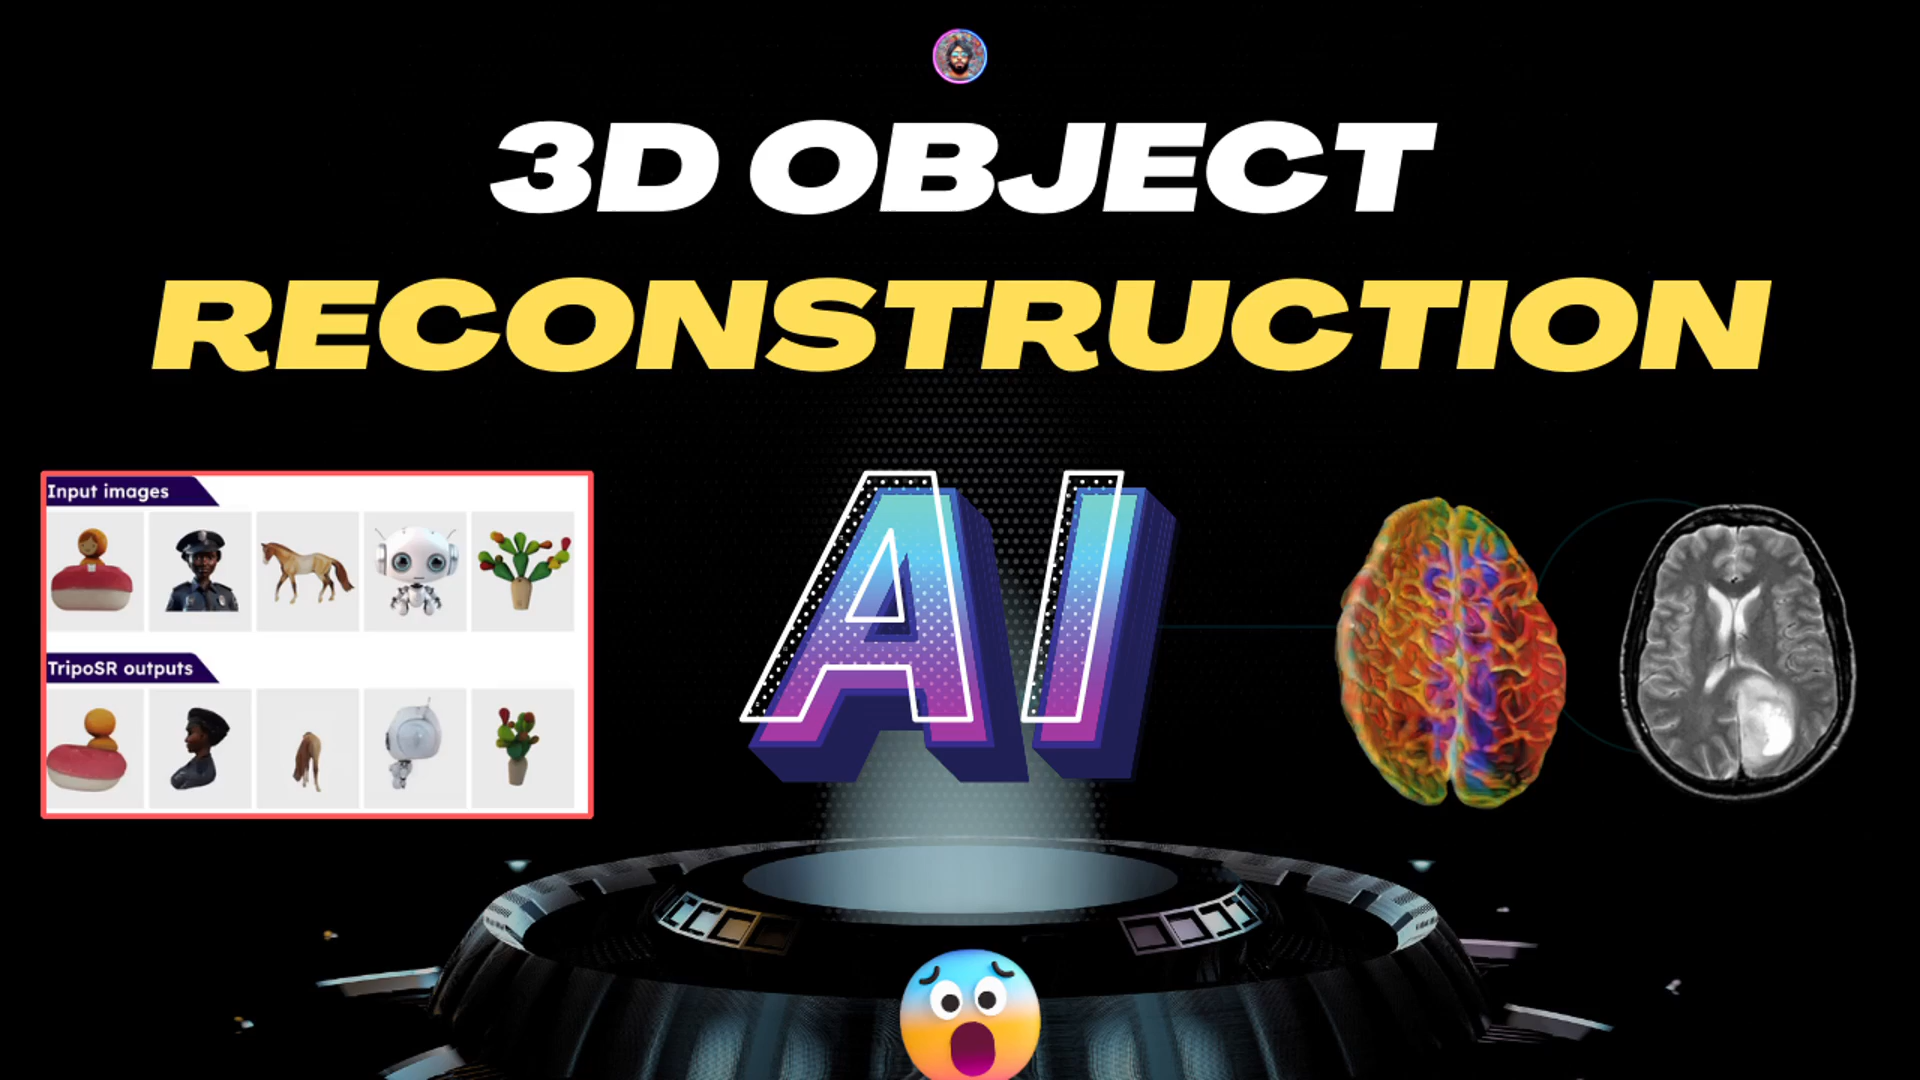 3D OBJECT
RECONSTRUCTION
Input images
TripoSR outputs
AI